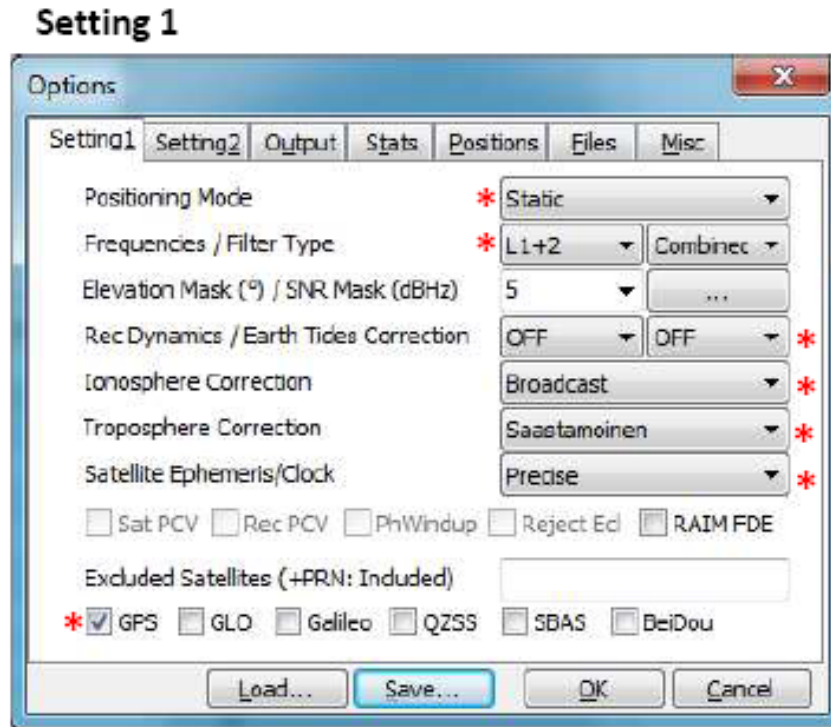 Setting 1
Options
Setting1 Setting2 Output Stats Positions Files Misc
Positioning Mode * Static
Frequencies / Filter Type * L1+2 Combinec
Elevation Mask (°) / SNR Mask (dBHz) 5 ...
Rec Dynamics / Earth Tides Correction OFF OFF *
Ionosphere Correction Broadcast *
Troposphere Correction Saastamoinen *
Satellite Ephemeris/Clock Precise *
Sat PCV Rec PCV PhWindup Reject Ecl RAIM FDE
Excluded Satellites (+PRN: Included)
* GPS GLO Galileo QZSS SBAS BeiDou
Load... Save... OK Cancel